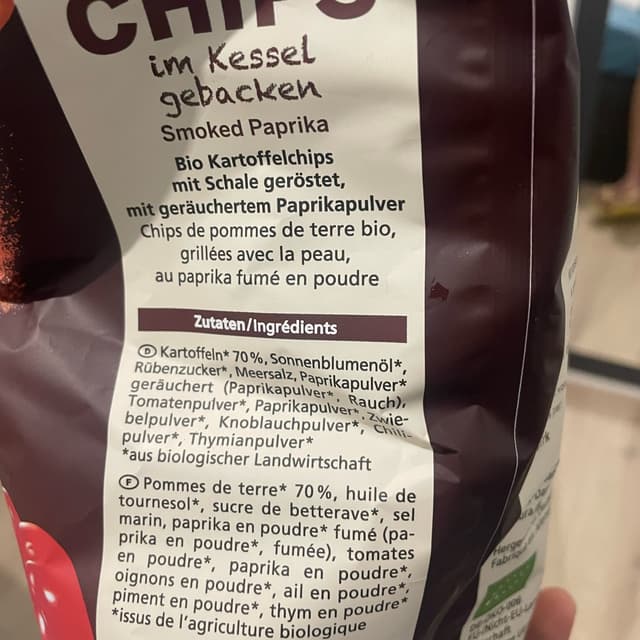 CHIPS
im Kessel
gebacken
Smoked Paprika
Bio Kartoffelchips
mit Schale geröstet,
mit geräuchertem Paprikapulver
Chips de pommes de terre bio,
grillées avec la peau,
au paprika fumé en poudre
Zutaten/Ingrédients
D Kartoffeln* 70%, Sonnenblumenöl*,
Rübenzucker*, Meersalz, Paprikapulver*
geräuchert (Paprikapulver*, Rauch),
Tomatenpulver*, Paprikapulver*, Zwie-
belpulver*, Knoblauchpulver*, Chili-
pulver*, Thymianpulver*
*aus biologischer Landwirtschaft
F Pommes de terre* 70%, huile de
tournesol*, sucre de betterave*, sel
marin, paprika en poudre* fumé (pa-
prika en poudre*, fumée), tomates
en poudre*, paprika en poudre*,
oignons en poudre*, ail en poudre*,
piment en poudre*, thym en poudre*
*issus de l'agriculture biologique